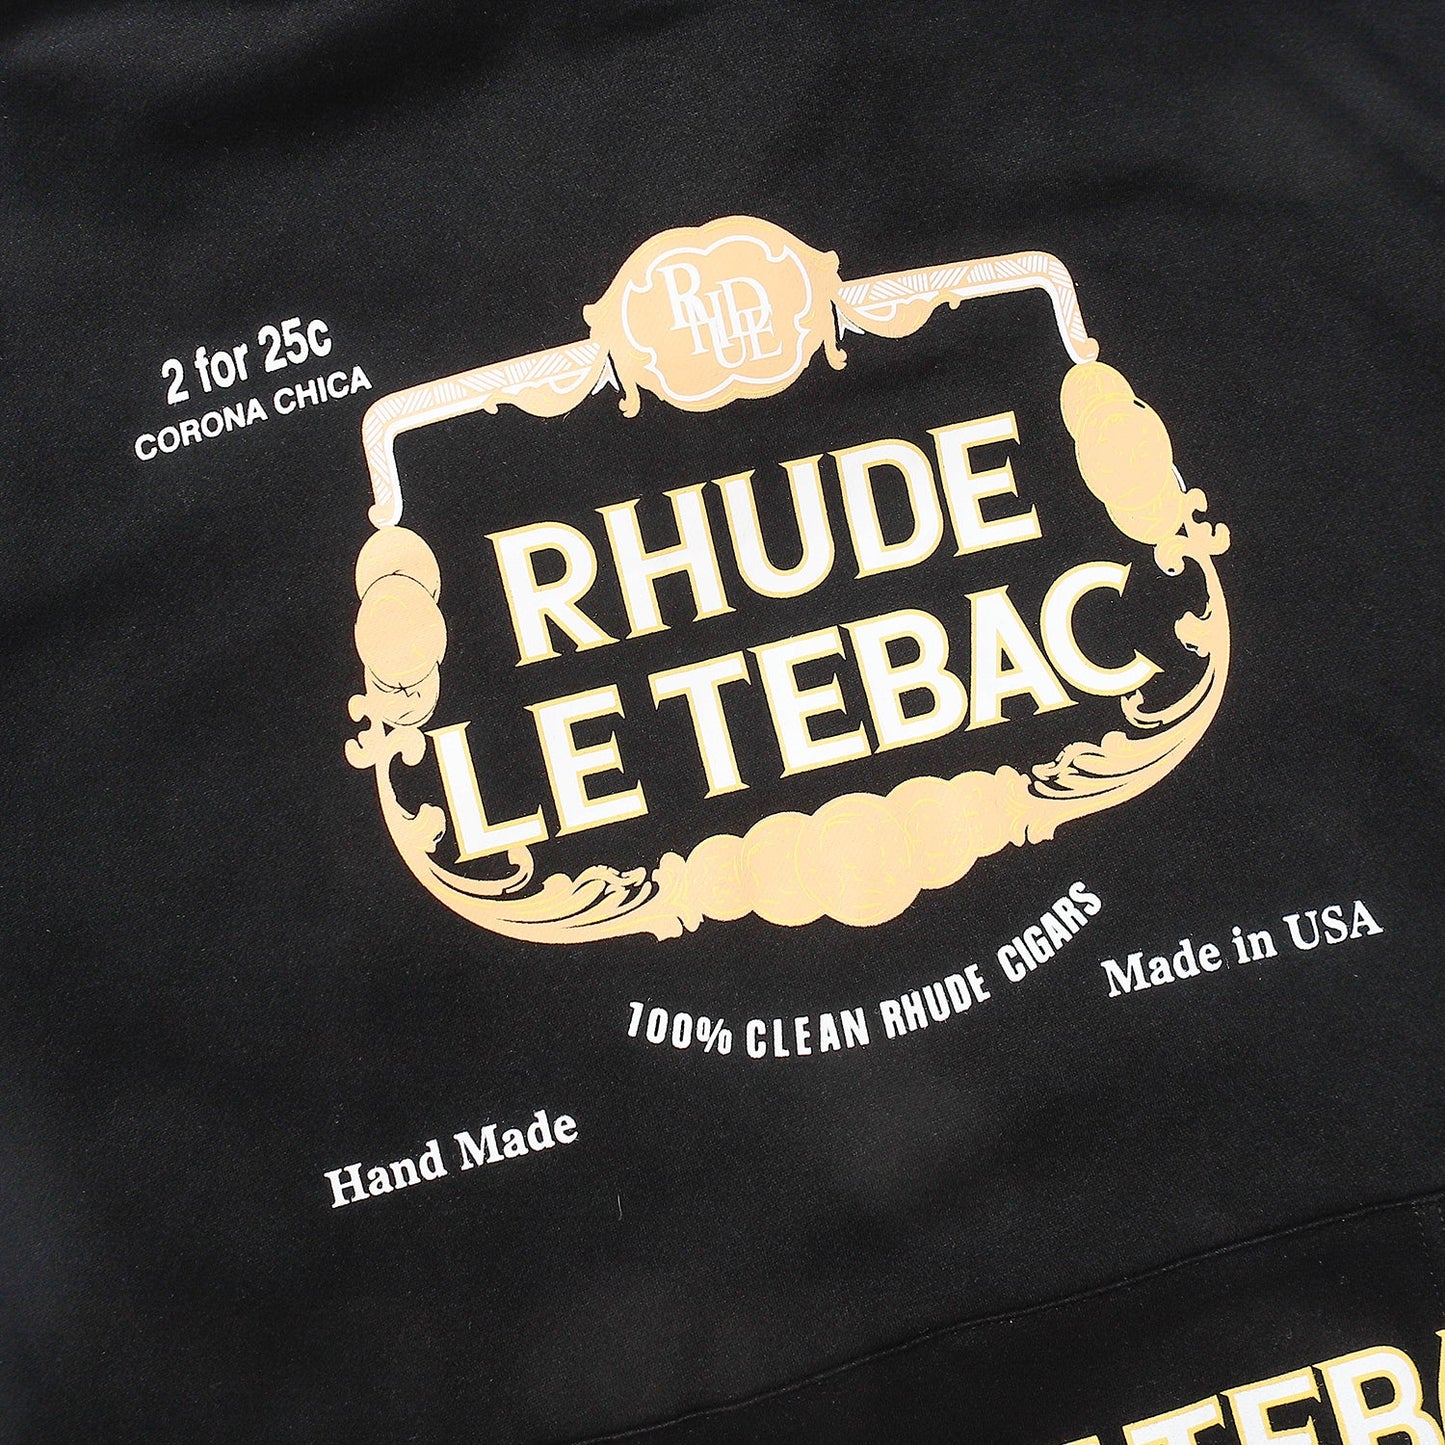 2 for 25c
CORONA CHICA
RHUDE
RHUDE
LE TEBAC
100% CLEAN RHUDE CIGARS
Made in USA
Hand Made